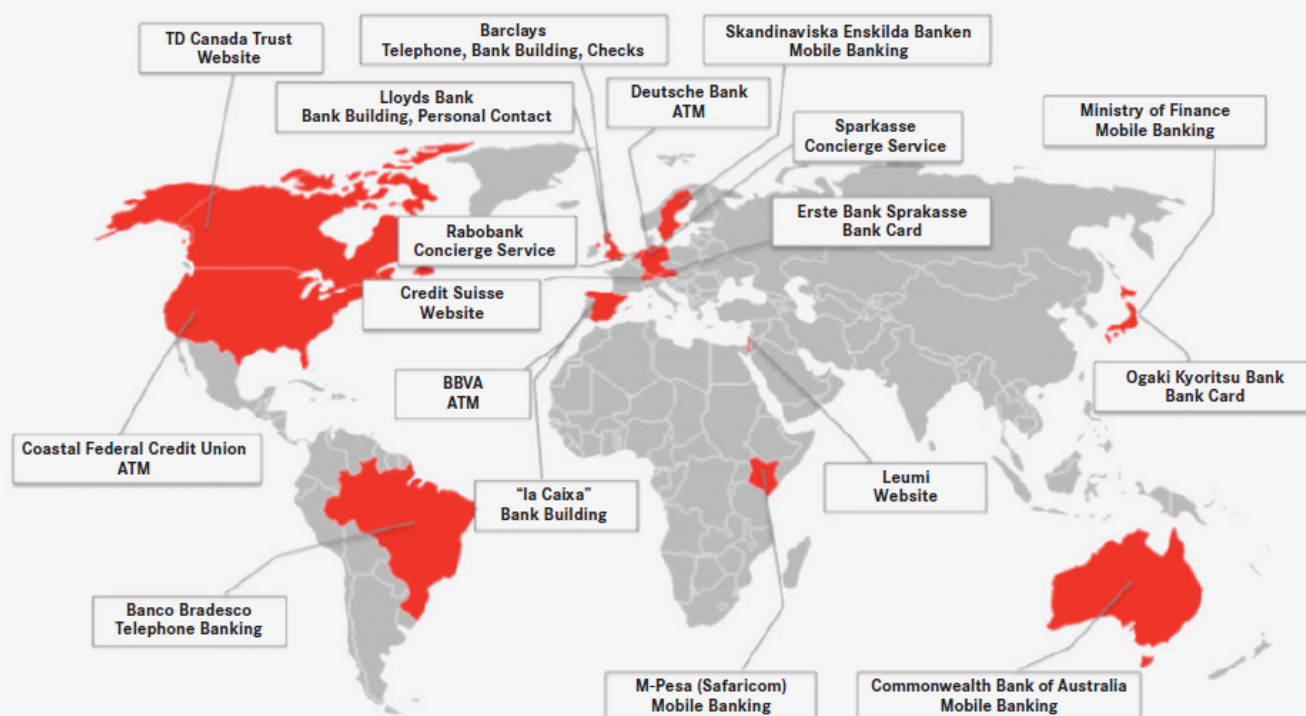 TD Canada Trust
Website
Barclays
Telephone, Bank Building, Checks
Skandinaviska Enskilda Banken
Mobile Banking
Lloyds Bank
Bank Building, Personal Contact
Deutsche Bank
ATM
Sparkasse
Concierge Service
Ministry of Finance
Mobile Banking
Rabobank
Concierge Service
Erste Bank Sprakasse
Bank Card
Credit Suisse
Website
BBVA
ATM
Ogaki Kyoritsu Bank
Bank Card
Coastal Federal Credit Union
ATM
"la Caixa"
Bank Building
Leumi
Website
Banco Bradesco
Telephone Banking
M-Pesa (Safaricom)
Mobile Banking
Commonwealth Bank of Australia
Mobile Banking